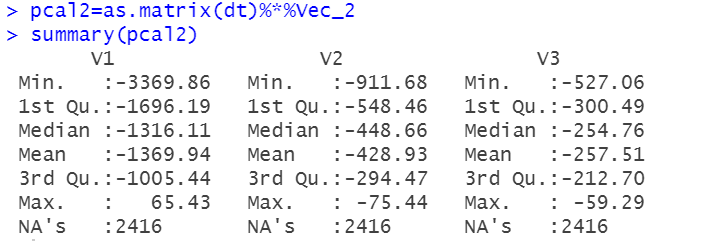 > pcal2=as.matrix(dt)%*%Vec_2
> summary(pcal2)
V1 V2 V3
Min. :-3369.86 Min. :-911.68 Min. :-527.06
1st Qu.:-1696.19 1st Qu.:-548.46 1st Qu.:-300.49
Median :-1316.11 Median :-448.66 Median :-254.76
Mean :-1369.94 Mean :-428.93 Mean :-257.51
3rd Qu.:-1005.44 3rd Qu.:-294.47 3rd Qu.:-212.70
Max. : 65.43 Max. : -75.44 Max. : -59.29
NA's :2416 NA's :2416 NA's :2416